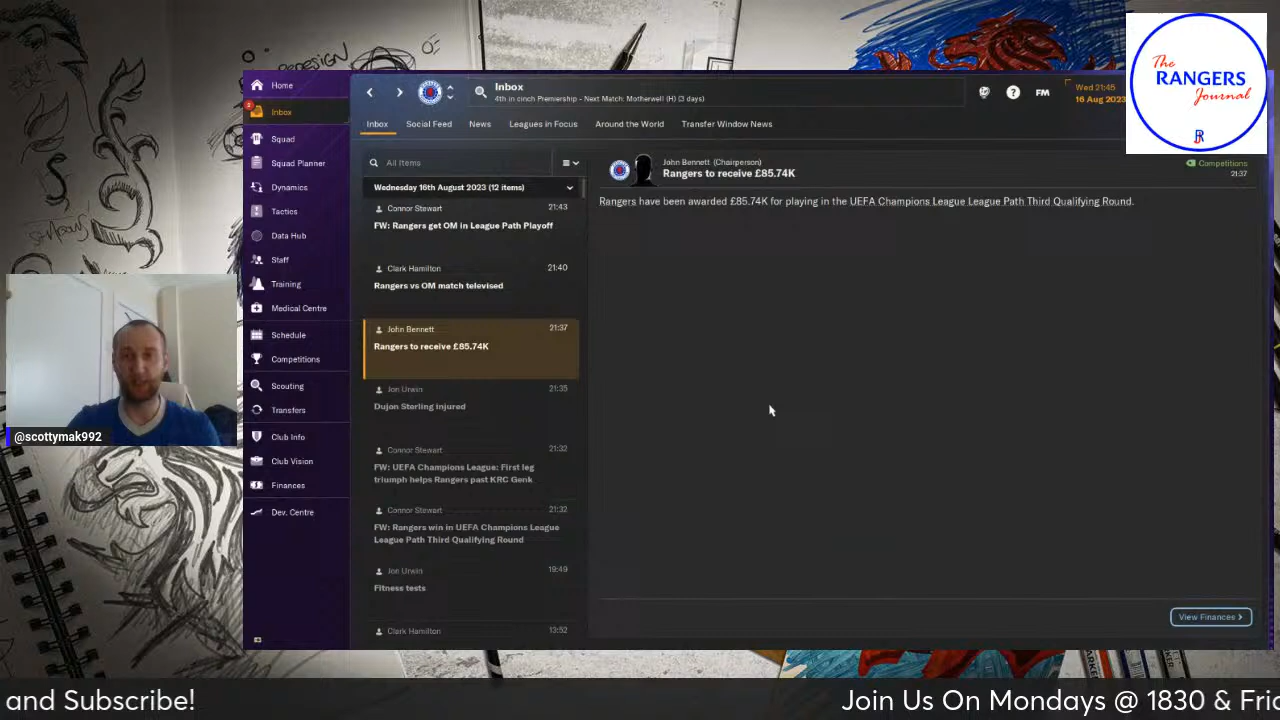 REDESIGN
The
RANGERS
Journal
Home
Inbox
Squad
Squad Planner
Dynamics
Tactics
Data Hub
Staff
Training
Medical Centre
Schedule
Competitions
Scouting
Transfers
Club Info
Club Vision
Finances
Dev. Centre
Inbox
4th in cinch Premiership - Next Match: Motherwell (H) (3 days)
FM
Wed 21:45
16 Aug 2023
Inbox
Social Feed
News
Leagues in Focus
Around the World
Transfer Window News
All Items
Wednesday 16th August 2023 (12 items)
Connor Stewart 21:43
FW: Rangers get OM in League Path Playoff
Clark Hamilton 21:40
Rangers vs OM match televised
John Bennett 21:37
Rangers to receive £85.74K
Jon Urwin 21:35
Dujon Sterling injured
Connor Stewart 21:32
FW: UEFA Champions League: First leg
triumph helps Rangers past KRC Genk
Connor Stewart 21:32
FW: Rangers win in UEFA Champions League
League Path Third Qualifying Round
Jon Urwin 19:49
Fitness tests
Clark Hamilton 13:52
John Bennett (Chairperson)
Rangers to receive £85.74K
Competitions
21:37
Rangers have been awarded £85.74K for playing in the UEFA Champions League League Path Third Qualifying Round.
View Finances >
@scottymak992
and Subscribe!
Join Us On Mondays @ 1830 & Fri